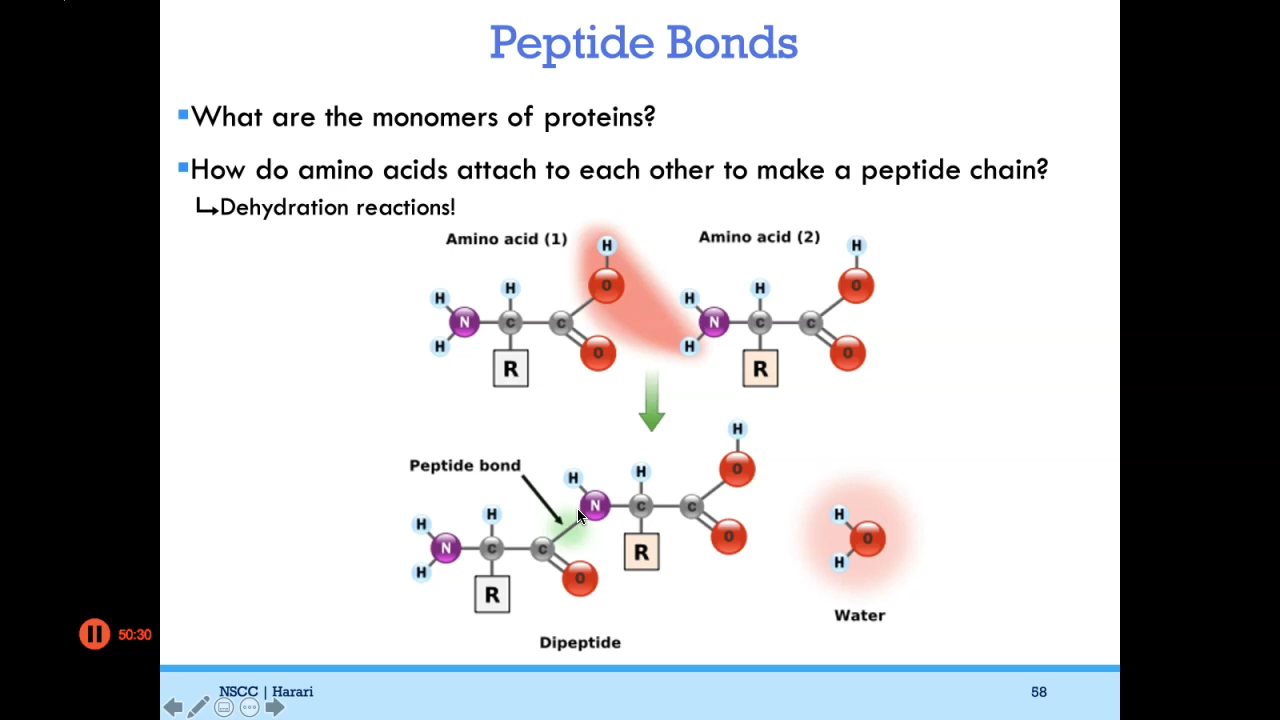 Peptide Bonds
What are the monomers of proteins?
How do amino acids attach to each other to make a peptide chain?
Dehydration reactions!
Amino acid (1)
Amino acid (2)
H
H
H
H
H
H
O
O
N
C
C
N
C
C
H
H
O
O
R
R
H
Peptide bond
O
H
H
N
C
C
H
H
H
O
O
N
C
C
R
O
H
H
O
R
Water
Dipeptide
50:30
NSCC | Harari
58